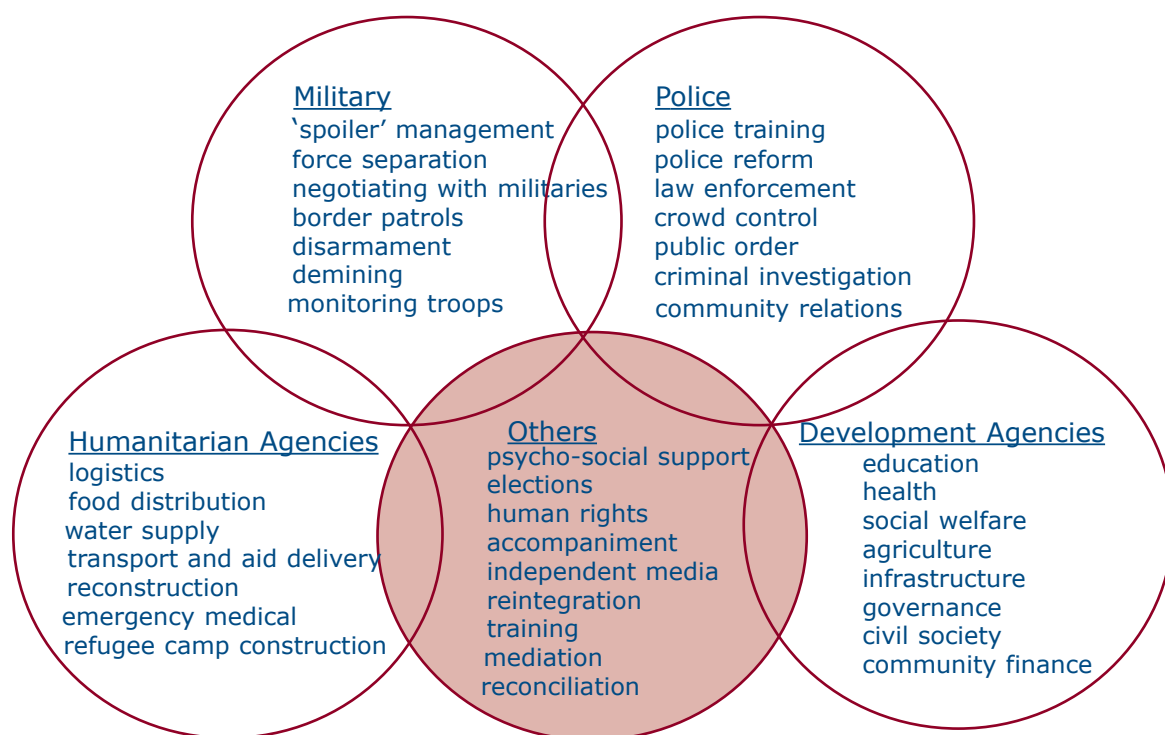 Military
‘spoiler’ management
force separation
negotiating with militaries
border patrols
disarmament
demining
monitoring troops
Police
police training
police reform
law enforcement
crowd control
public order
criminal investigation
community relations
Humanitarian Agencies
logistics
food distribution
water supply
transport and aid delivery
reconstruction
emergency medical
refugee camp construction
Others
psycho-social support
elections
human rights
accompaniment
independent media
reintegration
training
mediation
reconciliation
Development Agencies
education
health
social welfare
agriculture
infrastructure
governance
civil society
community finance